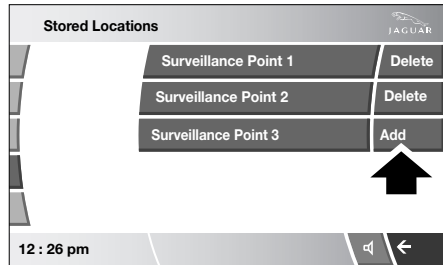 Stored Locations
JAGUAR
Surveillance Point 1 Delete
Surveillance Point 2 Delete
Surveillance Point 3 Add
12 : 26 pm